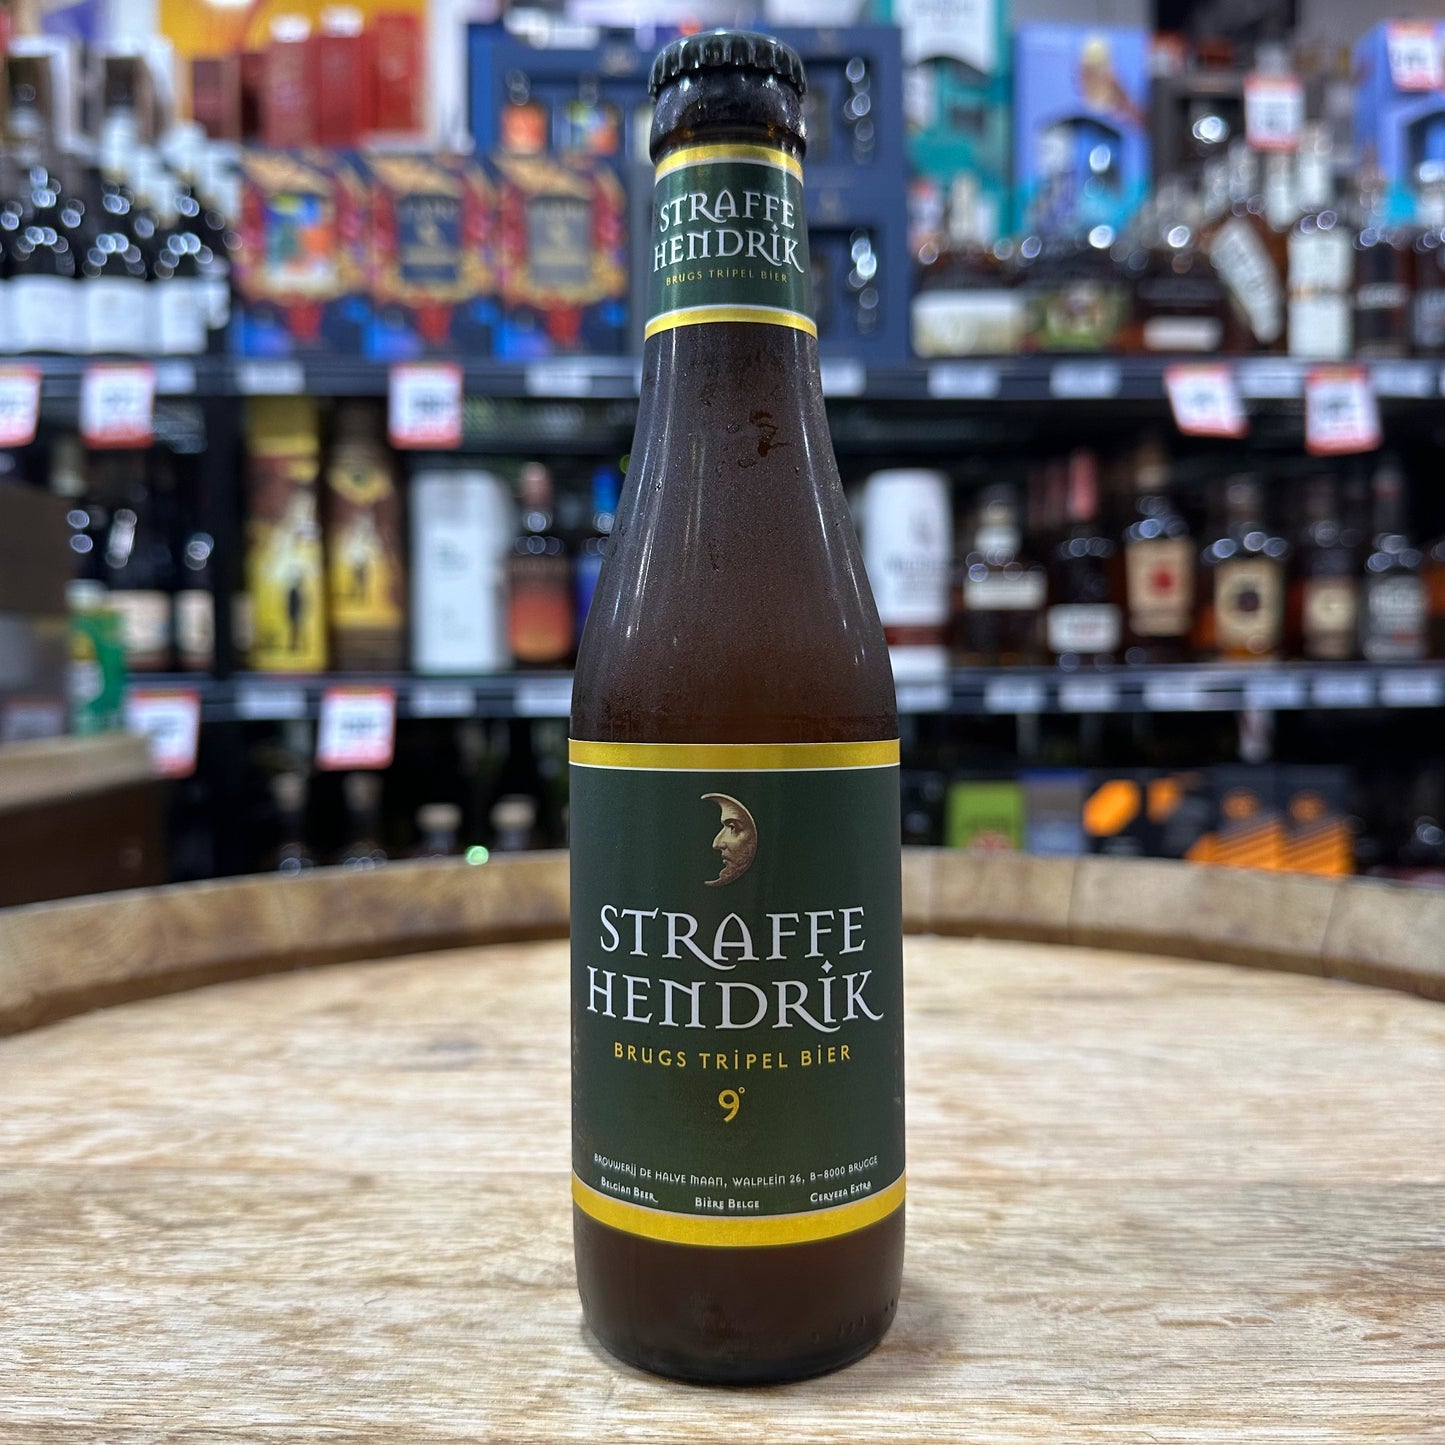 STRAFFE
HENDRIK
BRUGS TRIPEL BIER
STRAFFE
HENDRIK
BRUGS TRIPEL BIER
9°
BROUWERIJ DE HALVE MAAN, WALPLEIN 26, B-8000 BRUGGE
BELGIAN BEER BIÈRE BELGE CERVEZA EXTRA